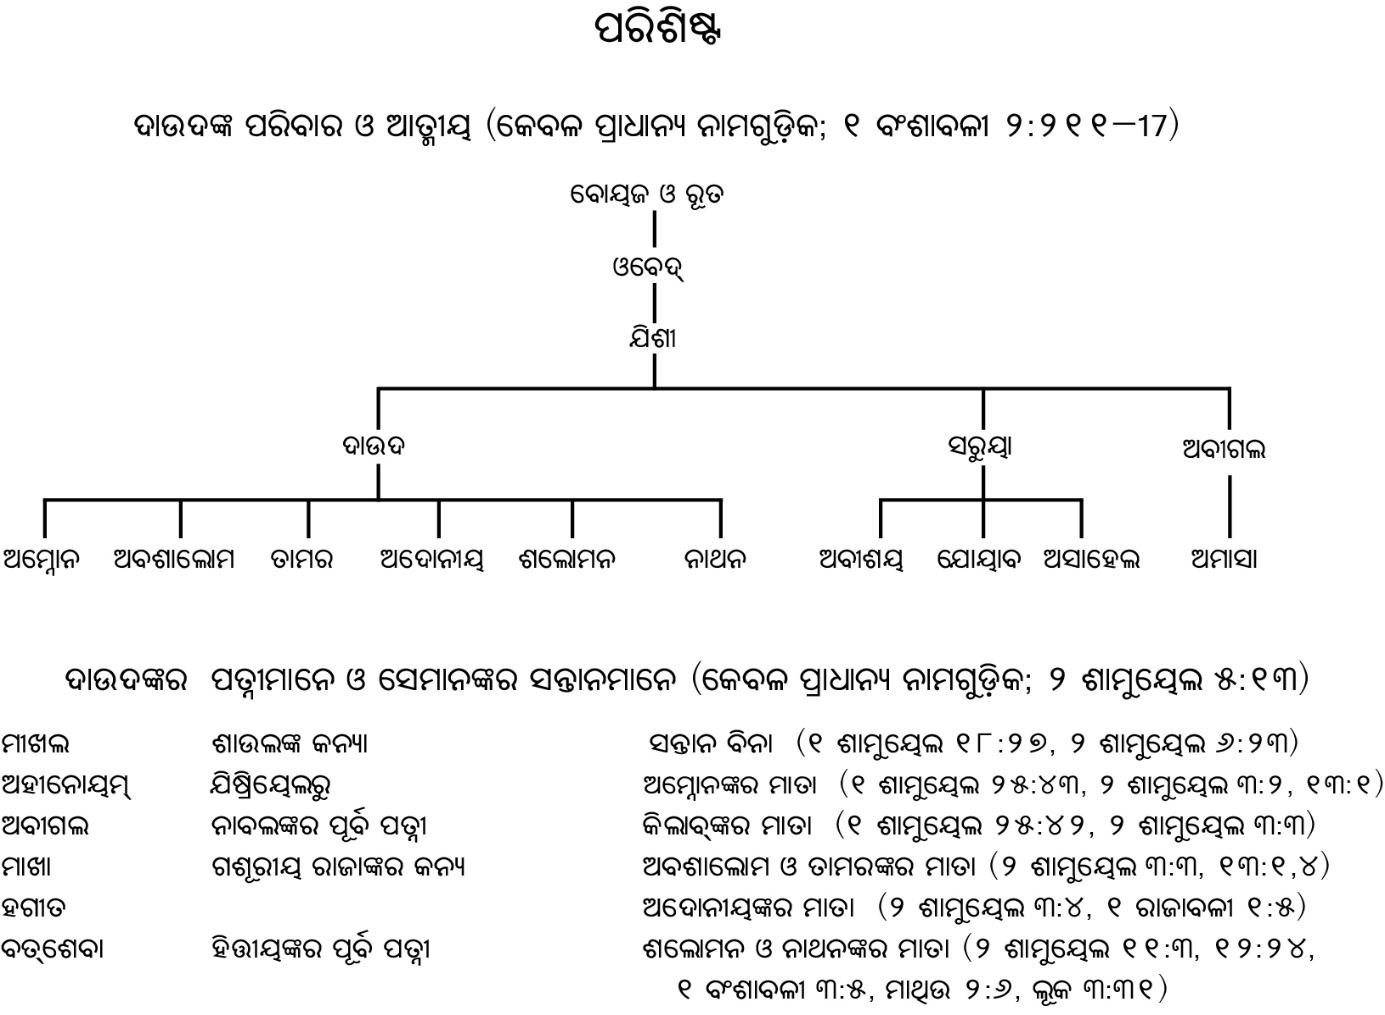 ପରିଶିଷ୍ଟ
ଦାଉଦଙ୍କ ପରିବାର ଓ ଆତ୍ମୀୟ (କେବଳ ପ୍ରାଧାନ୍ୟ ନାମଗୁଡ଼ିକ; ୧ ବଂଶାବଳୀ ୨:୨୧୧–17)
ବୋୟଜ ଓ ରୂତ
ଓବେଦ୍
ଯିଶୀ
ଦାଉଦ ସରୁୟା ଅବୀଗଲ
ଅମ୍ନୋନ ଅବଶାଲୋମ ତାମର ଅଦୋନୀୟ ଶଲୋମନ ନାଥନ ଅବୀଶୟ ଯୋୟାବ ଅସାହେଲ ଅମାସା
ଦାଉଦଙ୍କର ପତ୍ନୀମାନେ ଓ ସେମାନଙ୍କର ସନ୍ତାନମାନେ (କେବଳ ପ୍ରାଧାନ୍ୟ ନାମଗୁଡ଼ିକ; ୨ ଶାମୁୟେଲ ୫:୧୩)
ମୀଖଲ ଶାଉଲଙ୍କ କନ୍ୟା ସନ୍ତାନ ବିନା (୧ ଶାମୁୟେଲ ୧୮:୨୭, ୨ ଶାମୁୟେଲ ୬:୨୩)
ଅହୀନୋୟମ୍ ଯିଷ୍ରିୟେଲରୁ ଅମ୍ନୋନଙ୍କର ମାତା (୧ ଶାମୁୟେଲ ୨୫:୪୩, ୨ ଶାମୁୟେଲ ୩:୨, ୧୩:୧)
ଅବୀଗଲ ନାବଲଙ୍କର ପୂର୍ବ ପତ୍ନୀ କିଲାବ୍‌ଙ୍କର ମାତା (୧ ଶାମୁୟେଲ ୨୫:୪୨, ୨ ଶାମୁୟେଲ ୩:୩)
ମାଖା ଗଶୂରୀୟ ରାଜାଙ୍କର କନ୍ୟ ଅବଶାଲୋମ ଓ ତାମରଙ୍କର ମାତା (୨ ଶାମୁୟେଲ ୩:୩, ୧୩:୧,୪)
ହଗୀତ ଅଦୋନୀୟଙ୍କର ମାତା (୨ ଶାମୁୟେଲ ୩:୪, ୧ ରାଜାବଳୀ ୧:୫)
ବତ୍‌ଶେବା ହିତ୍ତୀୟଙ୍କର ପୂର୍ବ ପତ୍ନୀ ଶଲୋମନ ଓ ନାଥନଙ୍କର ମାତା (୨ ଶାମୁୟେଲ ୧୧:୩, ୧୨:୨୪,
୧ ବଂଶାବଳୀ ୩:୫, ମାଥିଉ ୨:୬, ଲୂକ ୩:୩୧)